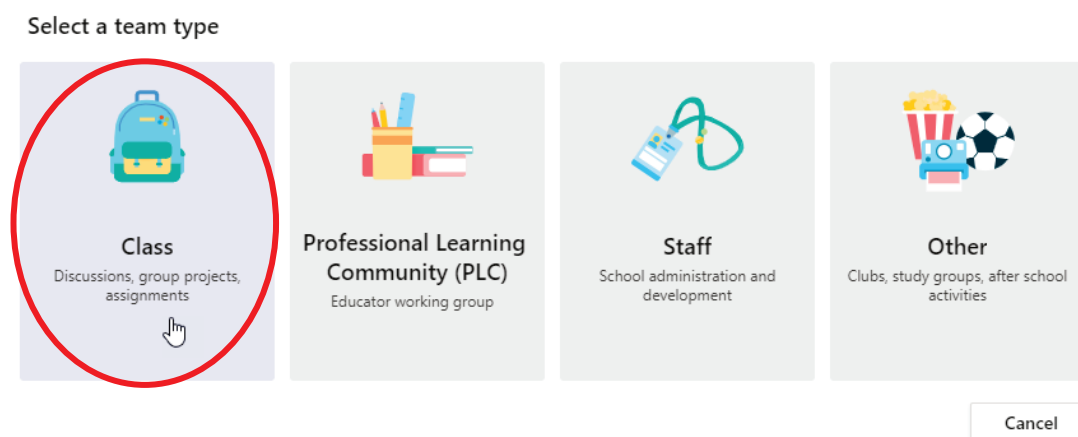 Select a team type
Class
Discussions, group projects,
assignments
Professional Learning
Community (PLC)
Educator working group
Staff
School administration and
development
Other
Clubs, study groups, after school
activities
Cancel